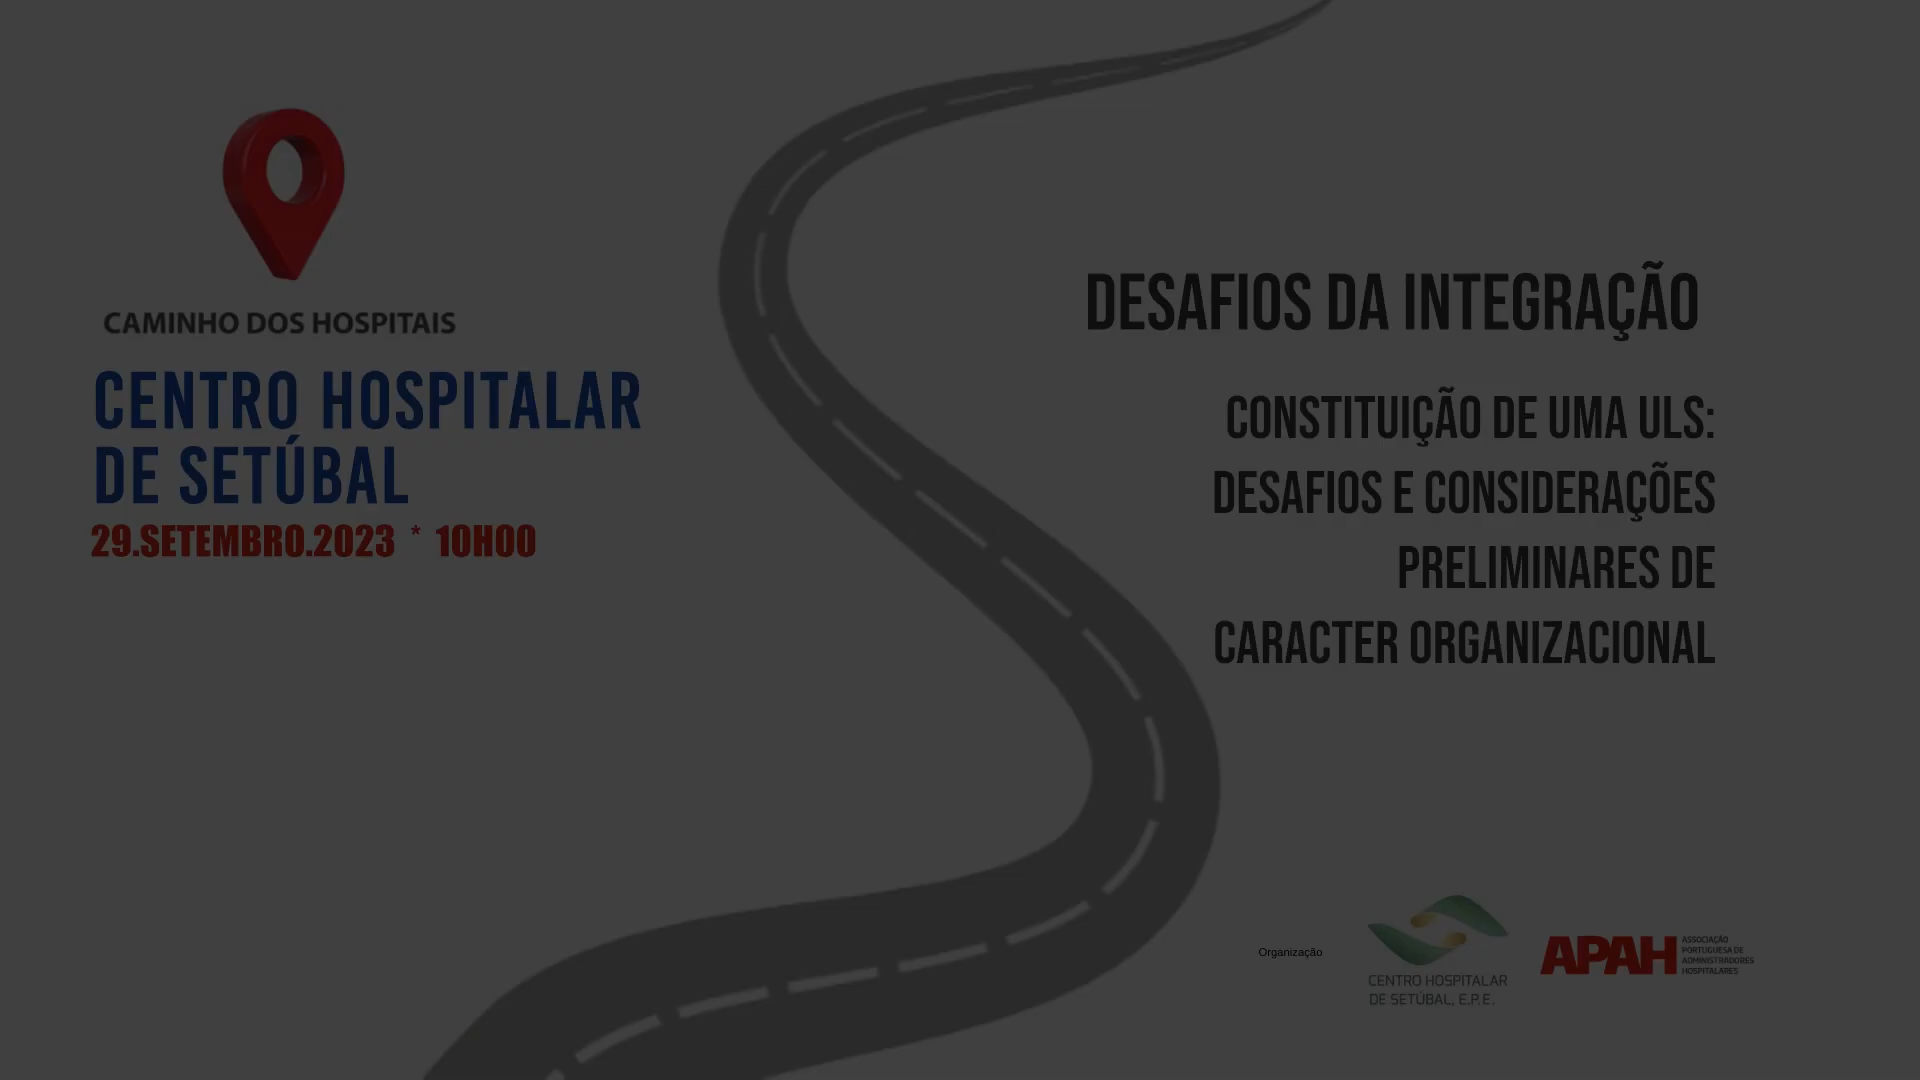 CAMINHO DOS HOSPITAIS
CENTRO HOSPITALAR
DE SETÚBAL
29.SETEMBRO.2023 * 10H00
DESAFIOS DA INTEGRAÇÃO
CONSTITUIÇÃO DE UMA ULS:
DESAFIOS E CONSIDERAÇÕES
PRELIMINARES DE
CARACTER ORGANIZACIONAL
Organização
CENTRO HOSPITALAR
DE SETÚBAL, E.P.E.
APAH
ASSOCIAÇÃO
PORTUGUESA DE
ADMINISTRADORES
HOSPITALARES